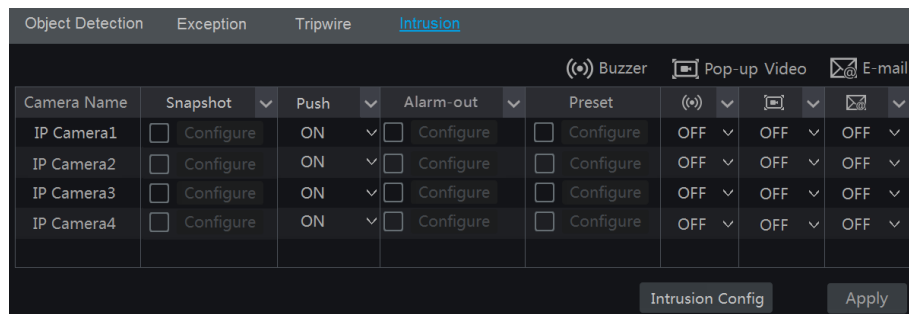 Object Detection Exception Tripwire Intrusion
Buzzer Pop-up Video E-mail
Camera Name Snapshot Push Alarm-out Preset
IP Camera1 Configure ON Configure Configure OFF OFF OFF
IP Camera2 Configure ON Configure Configure OFF OFF OFF
IP Camera3 Configure ON Configure Configure OFF OFF OFF
IP Camera4 Configure ON Configure Configure OFF OFF OFF
Intrusion Config Apply